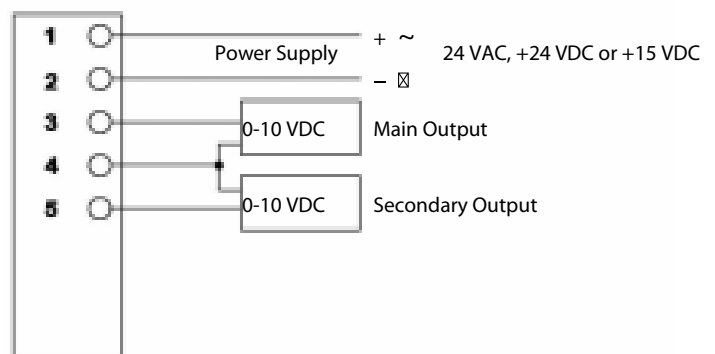 1 Power Supply + ~ 24 VAC, +24 VDC or +15 VDC
2 – ☒
3 0-10 VDC Main Output
4
5 0-10 VDC Secondary Output